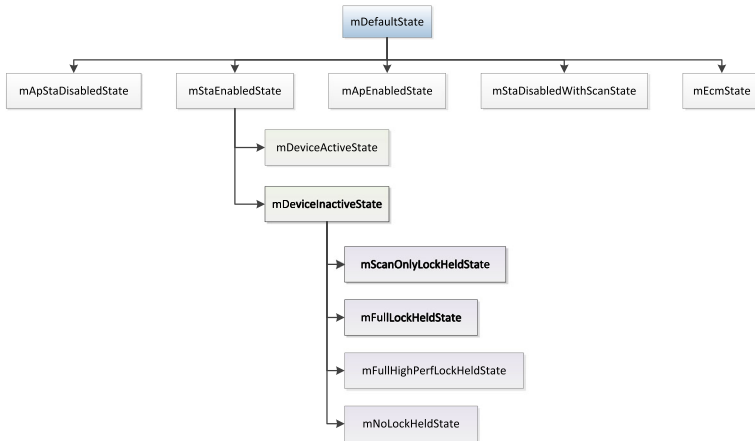 mDefaultState
mApStaDisabledState
mStaEnabledState
mApEnabledState
mStaDisabledWithScanState
mEcmState
mDeviceActiveState
mDeviceInactiveState
mScanOnlyLockHeldState
mFullLockHeldState
mFullHighPerfLockHeldState
mNoLockHeldState